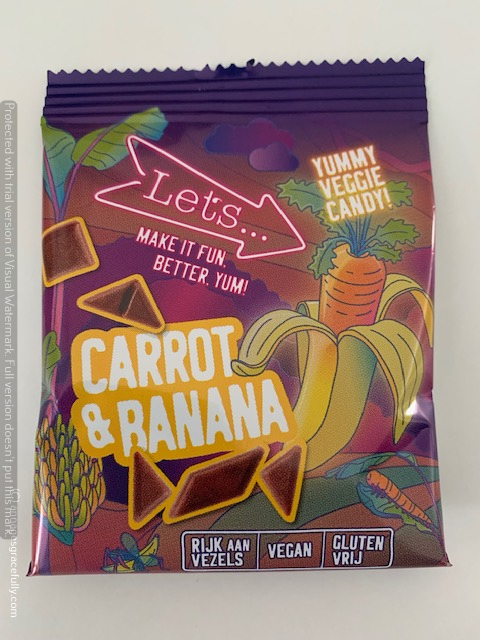 Let's...
MAKE IT FUN.
BETTER. YUM!
YUMMY
VEGGIE
CANDY!
CARROT
& BANANA
RIJK AAN
VEZELS
VEGAN
GLUTEN
VRIJ
Protected with trial version of Visual Watermark. Full version doesn't put this mark.